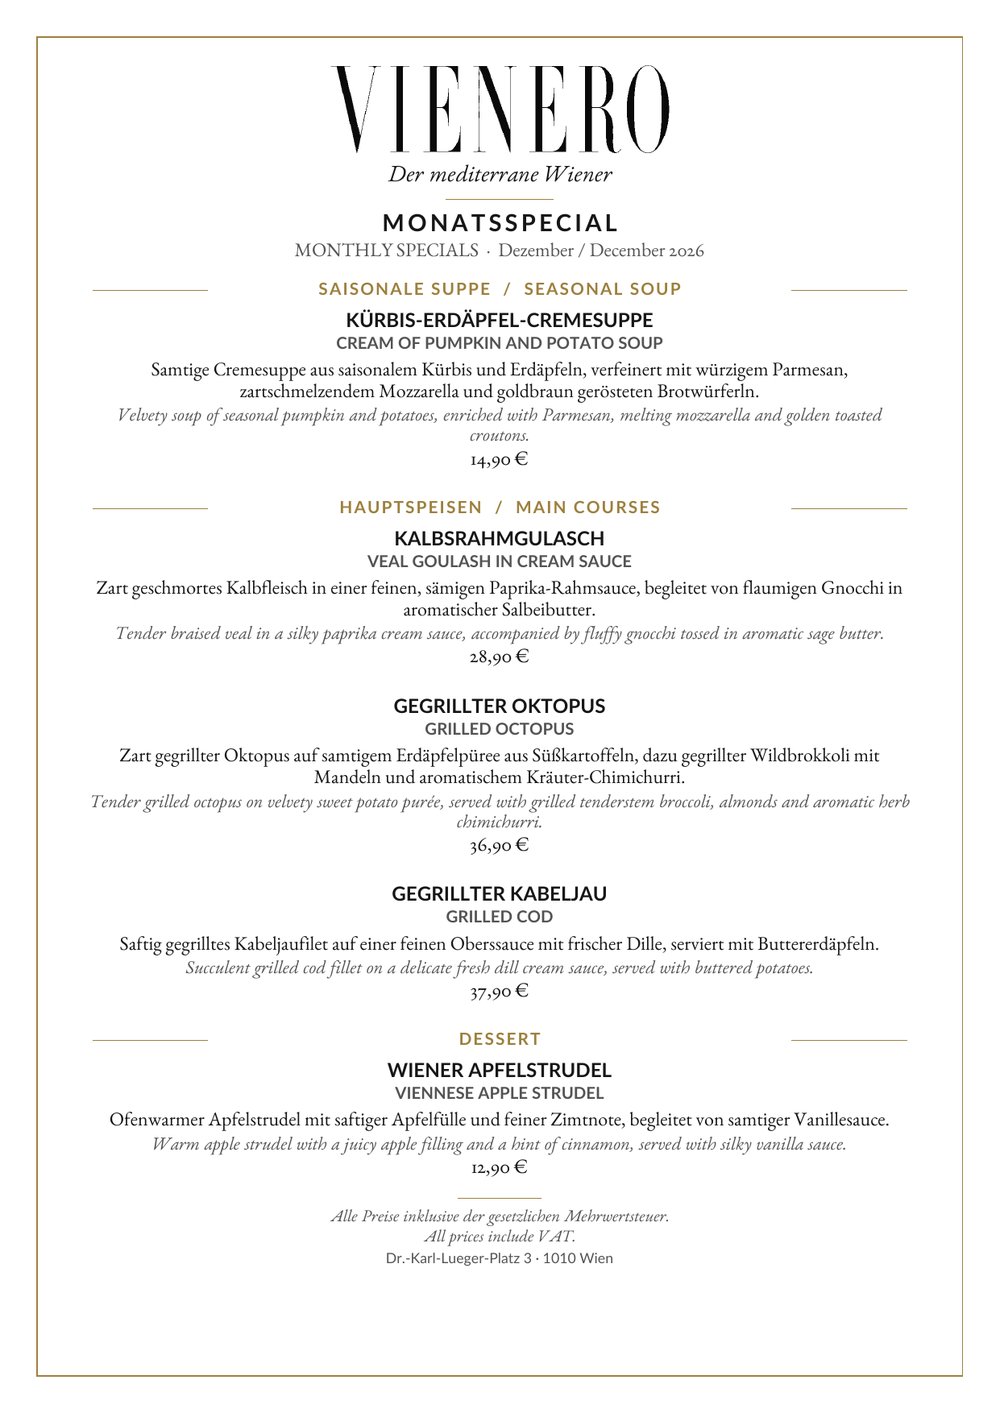 VIENERO
Der mediterrane Wiener
MONATSSPECIAL
MONTHLY SPECIALS · Dezember / December 2026
SAISONALE SUPPE / SEASONAL SOUP
KÜRBIS-ERDÄPFEL-CREMESUPPE
CREAM OF PUMPKIN AND POTATO SOUP
Samtige Cremesuppe aus saisonalem Kürbis und Erdäpfeln, verfeinert mit würzigem Parmesan,
zartschmelzendem Mozzarella und goldbraun gerösteten Brotwürferln.
Velvety soup of seasonal pumpkin and potatoes, enriched with Parmesan, melting mozzarella and golden toasted
croutons.
14,90 €
HAUPTSPEISEN / MAIN COURSES
KALBSRAHMGULASCH
VEAL GOULASH IN CREAM SAUCE
Zart geschmortes Kalbfleisch in einer feinen, sämigen Paprika-Rahmsauce, begleitet von flaumigen Gnocchi in
aromatischer Salbeibutter.
Tender braised veal in a silky paprika cream sauce, accompanied by fluffy gnocchi tossed in aromatic sage butter.
28,90 €
GEGRILLTER OKTOPUS
GRILLED OCTOPUS
Zart gegrillter Oktopus auf samtigem Erdäpfelpüree aus Süßkartoffeln, dazu gegrillter Wildbrokkoli mit
Mandeln und aromatischem Kräuter-Chimichurri.
Tender grilled octopus on velvety sweet potato purée, served with grilled tenderstem broccoli, almonds and aromatic herb
chimichurri.
36,90 €
GEGRILLTER KABELJAU
GRILLED COD
Saftig gegrilltes Kabeljaufilet auf einer feinen Oberssauce mit frischer Dille, serviert mit Buttererdäpfeln.
Succulent grilled cod fillet on a delicate fresh dill cream sauce, served with buttered potatoes.
37,90 €
DESSERT
WIENER APFELSTRUDEL
VIENNESE APPLE STRUDEL
Ofenwarmer Apfelstrudel mit saftiger Apfelfülle und feiner Zimtnote, begleitet von samtiger Vanillesauce.
Warm apple strudel with a juicy apple filling and a hint of cinnamon, served with silky vanilla sauce.
12,90 €
Alle Preise inklusive der gesetzlichen Mehrwertsteuer.
All prices include VAT.
Dr.-Karl-Lueger-Platz 3 · 1010 Wien